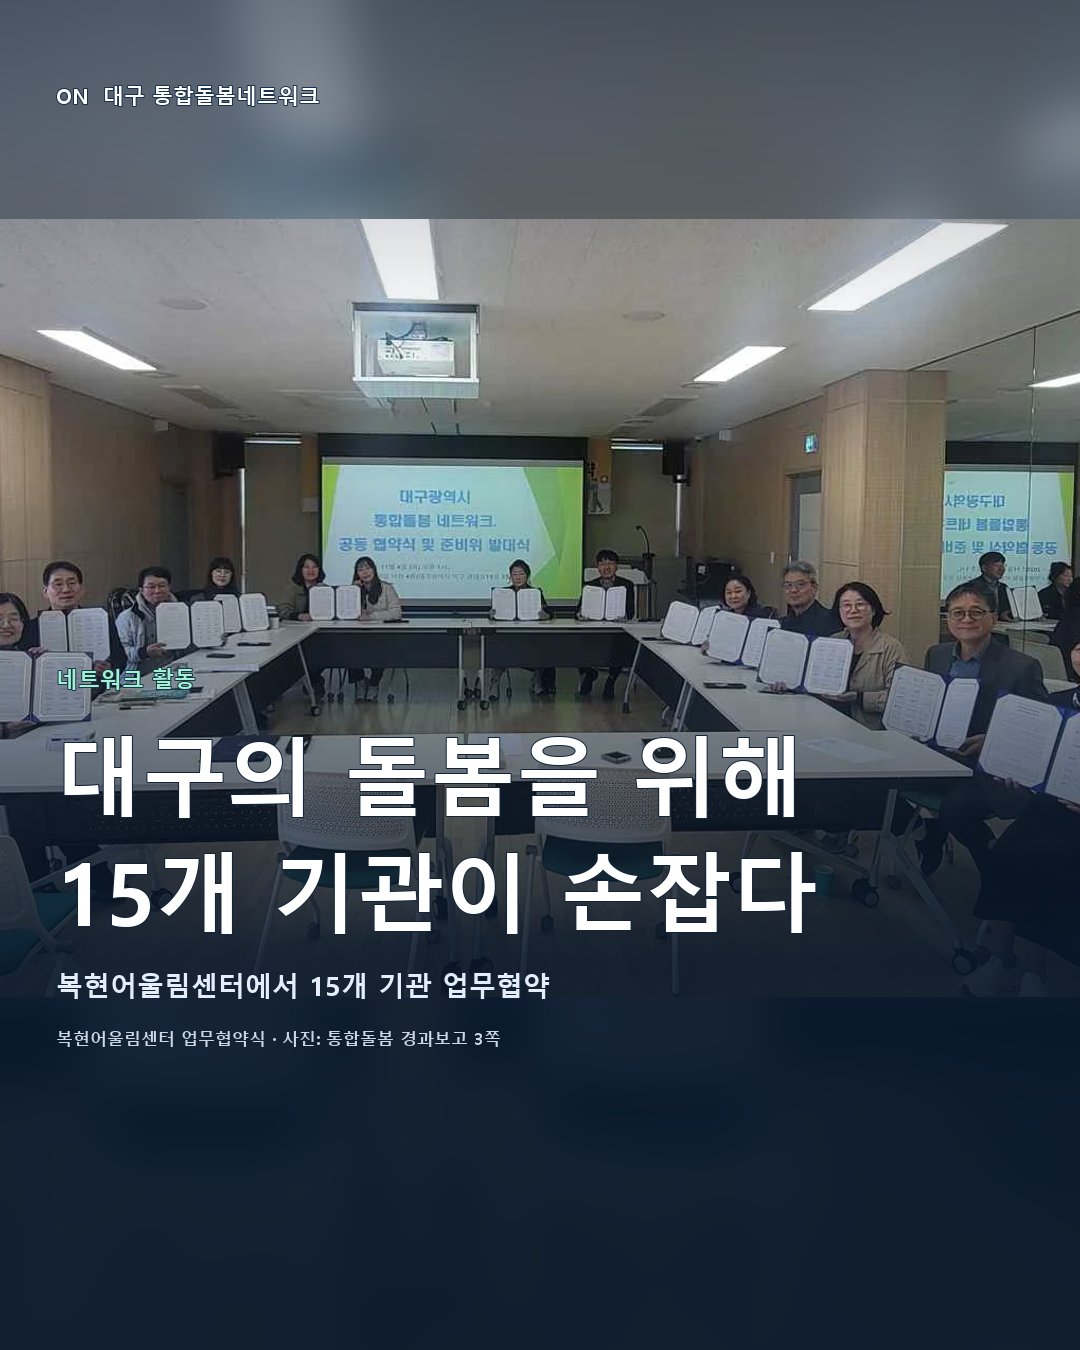 ON 대구 통합돌봄네트워크
대구광역시
통합돌봄 네트워크.
공동 협약식 및 준비위 발대식
네트워크 활동
대구의 돌봄을 위해
15개 기관이 손잡다
복현어울림센터에서 15개 기관 업무협약
복현어울림센터 업무협약식 · 사진: 통합돌봄 경과보고 3쪽